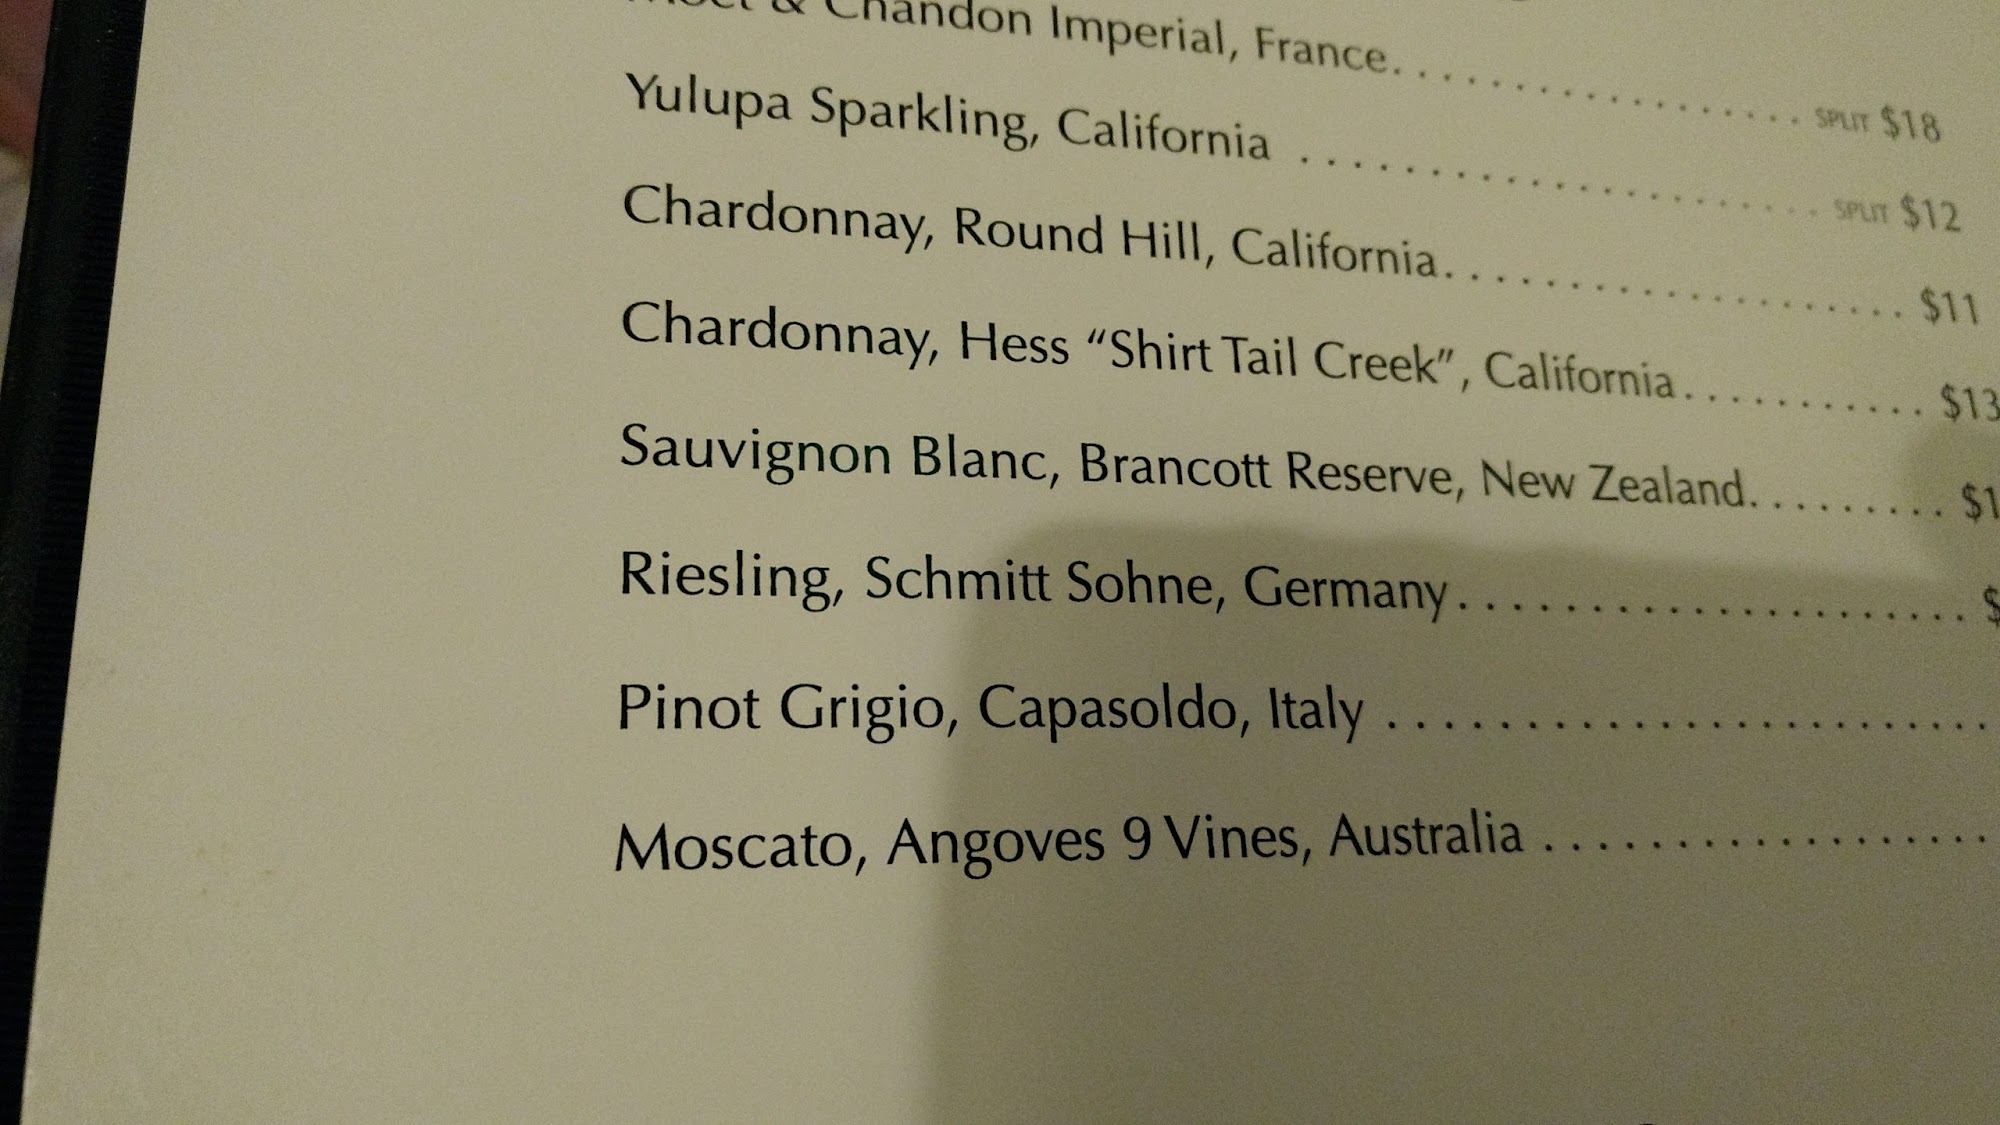 & Chandon Imperial, France. . . . . . . . . . . . . . . . . SPLIT $18
Yulupa Sparkling, California . . . . . . . . . . . . . . . . . . . . . SPLIT $12
Chardonnay, Round Hill, California. . . . . . . . . . . . . . . . . . . $11
Chardonnay, Hess “Shirt Tail Creek”, California. . . . . . . . . . . $13
Sauvignon Blanc, Brancott Reserve, New Zealand. . . . . . . . . $1
Riesling, Schmitt Sohne, Germany. . . . . . . . . . . . . . . . . . . . $
Pinot Grigio, Capasoldo, Italy . . . . . . . . . . . . . . . . . . . . . .
Moscato, Angoves 9 Vines, Australia . . . . . . . . . . . . . . . . .